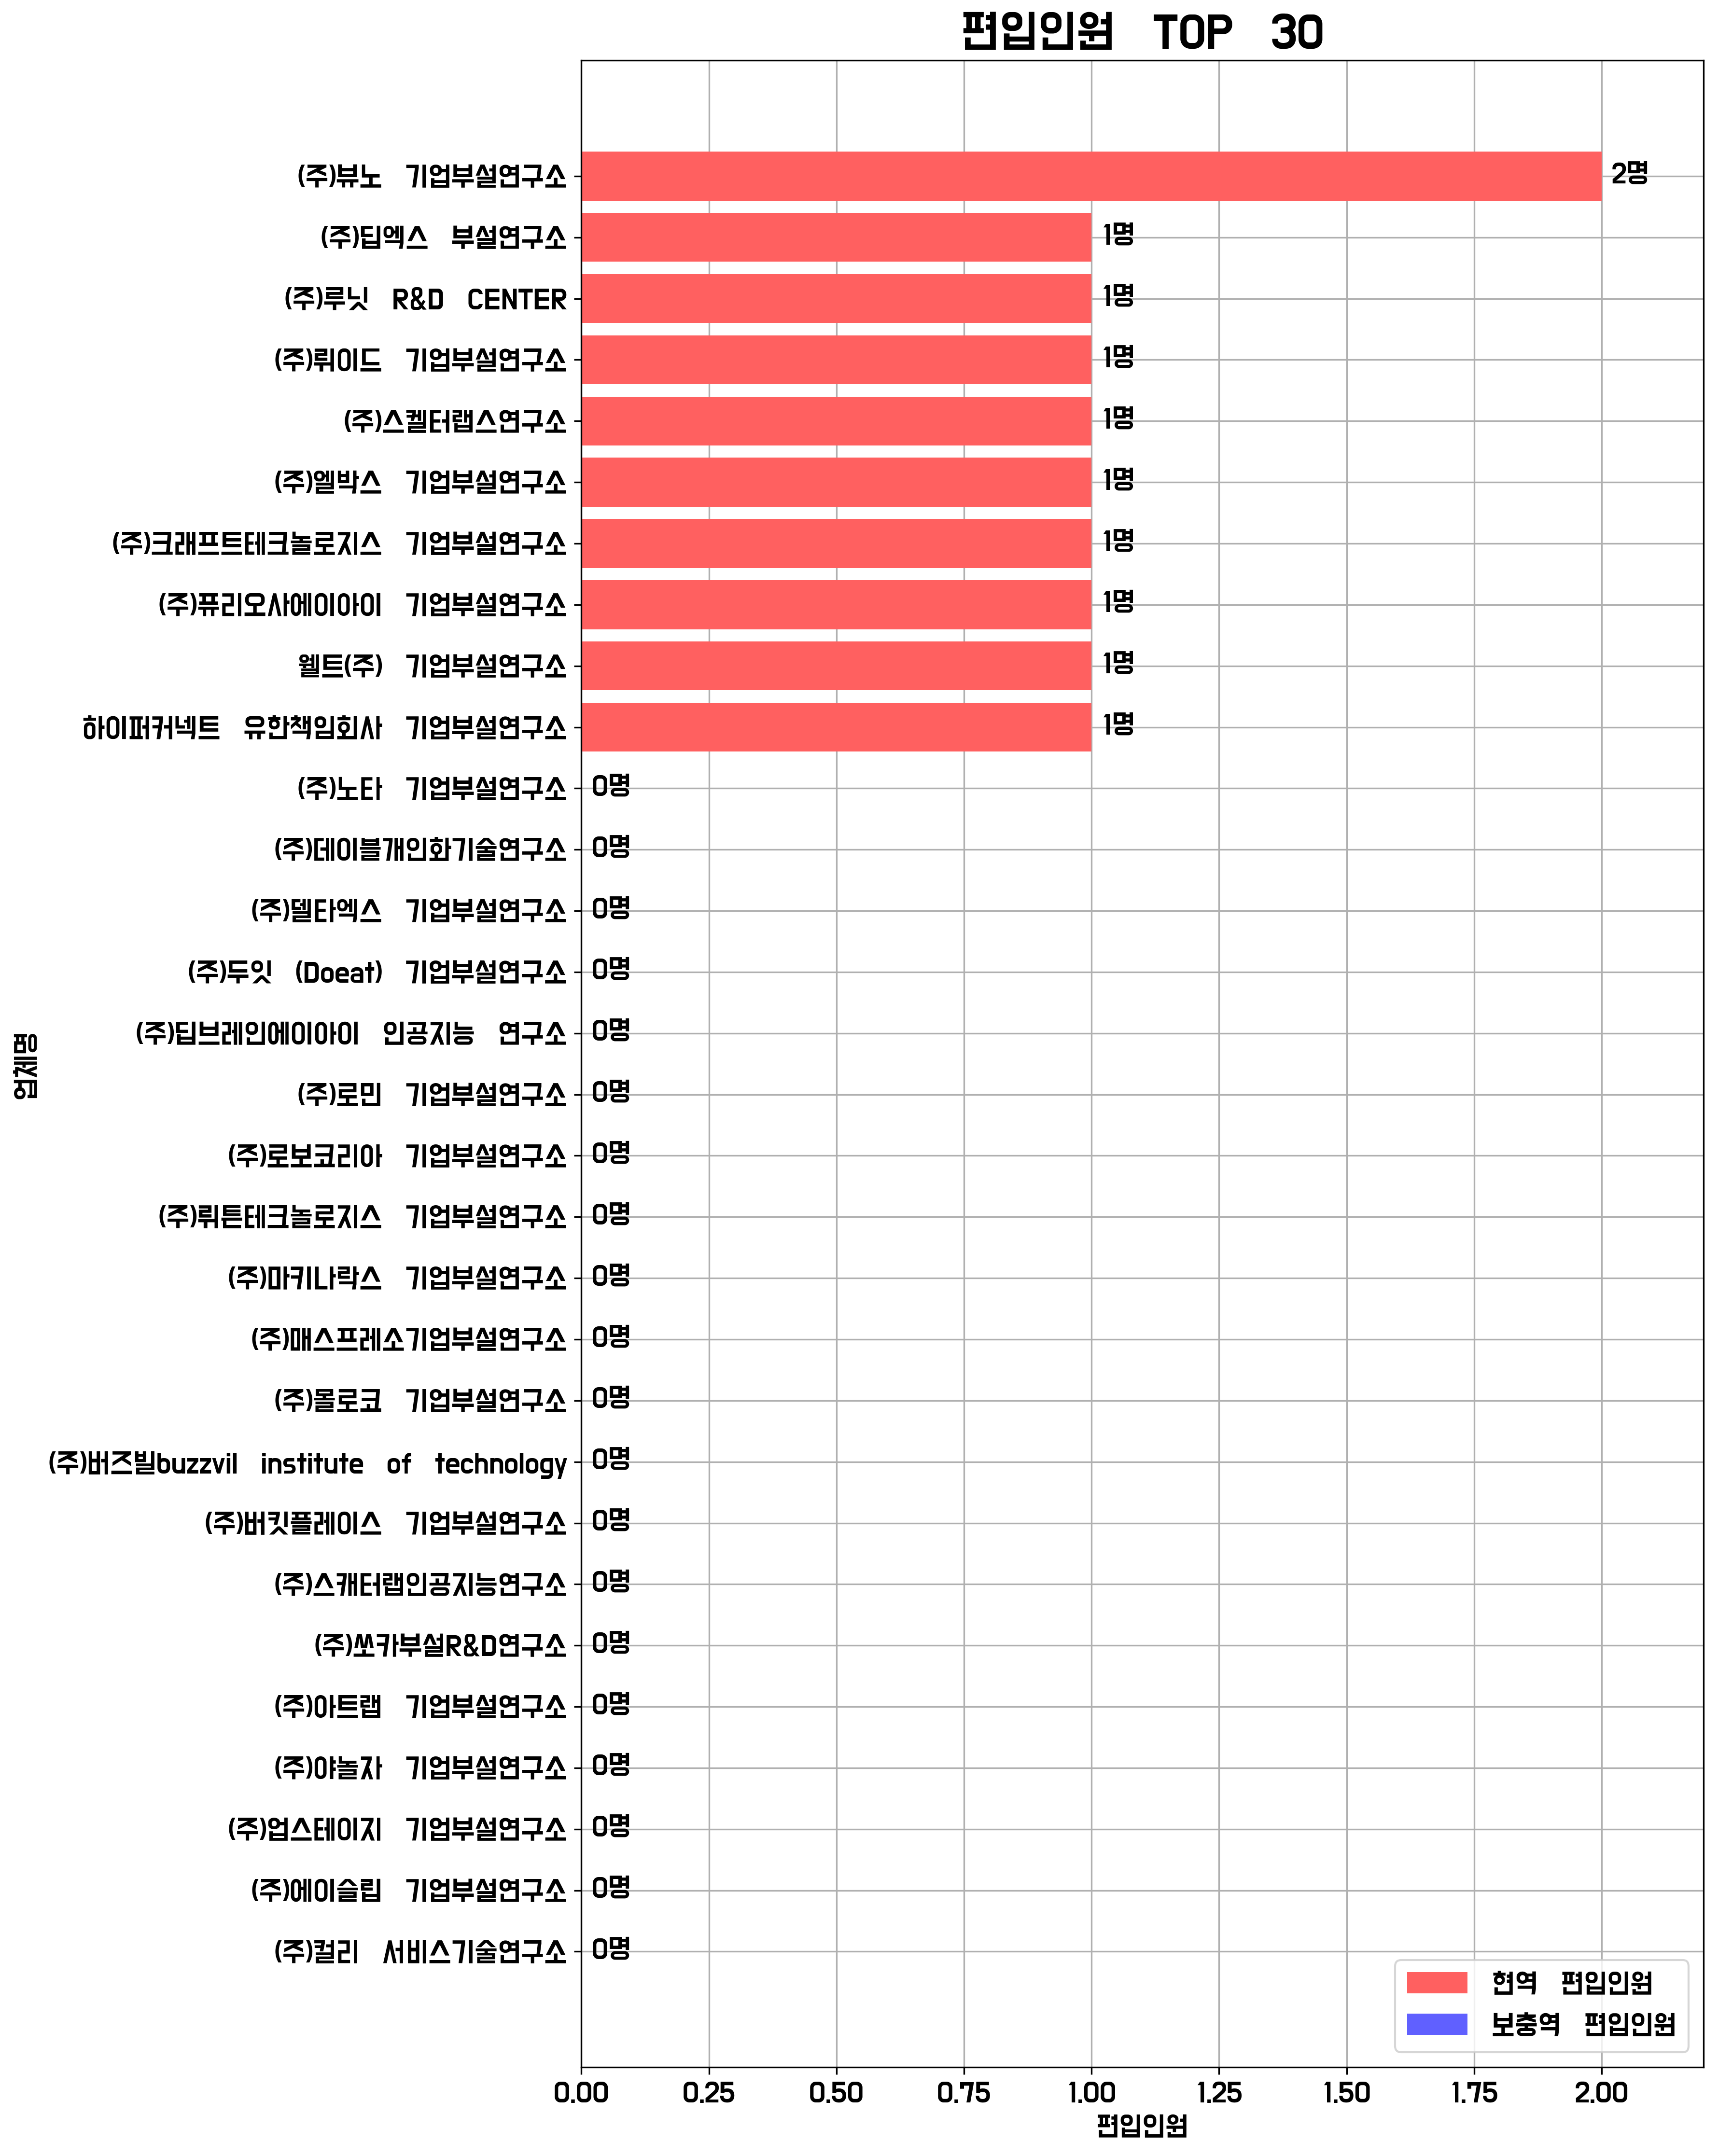 편입인원 TOP 30
(주)뷰노 기업부설연구소 2명
(주)딥엑스 부설연구소 1명
(주)루닛 R&D CENTER 1명
(주)뤼이드 기업부설연구소 1명
(주)스켈터랩스연구소 1명
(주)엘박스 기업부설연구소 1명
(주)크래프트테크놀로지스 기업부설연구소 1명
(주)퓨리오사에이아이 기업부설연구소 1명
웰트(주) 기업부설연구소 1명
하이퍼커넥트 유한책임회사 기업부설연구소 1명
(주)노타 기업부설연구소 0명
(주)데이블개인화기술연구소 0명
(주)델타엑스 기업부설연구소 0명
(주)두잇 (Doeat) 기업부설연구소 0명
(주)딥브레인에이아이 인공지능 연구소 0명
(주)로민 기업부설연구소 0명
(주)로보코리아 기업부설연구소 0명
(주)뤼튼테크놀로지스 기업부설연구소 0명
(주)마키나락스 기업부설연구소 0명
(주)매스프레소기업부설연구소 0명
(주)몰로코 기업부설연구소 0명
(주)버즈빌buzzvil institute of technology 0명
(주)버킷플레이스 기업부설연구소 0명
(주)스캐터랩인공지능연구소 0명
(주)쏘카부설R&D연구소 0명
(주)아트랩 기업부설연구소 0명
(주)야놀자 기업부설연구소 0명
(주)업스테이지 기업부설연구소 0명
(주)에이슬립 기업부설연구소 0명
(주)컬리 서비스기술연구소 0명
업체명
현역 편입인원
보충역 편입인원
0.00 0.25 0.50 0.75 1.00 1.25 1.50 1.75 2.00
편입인원